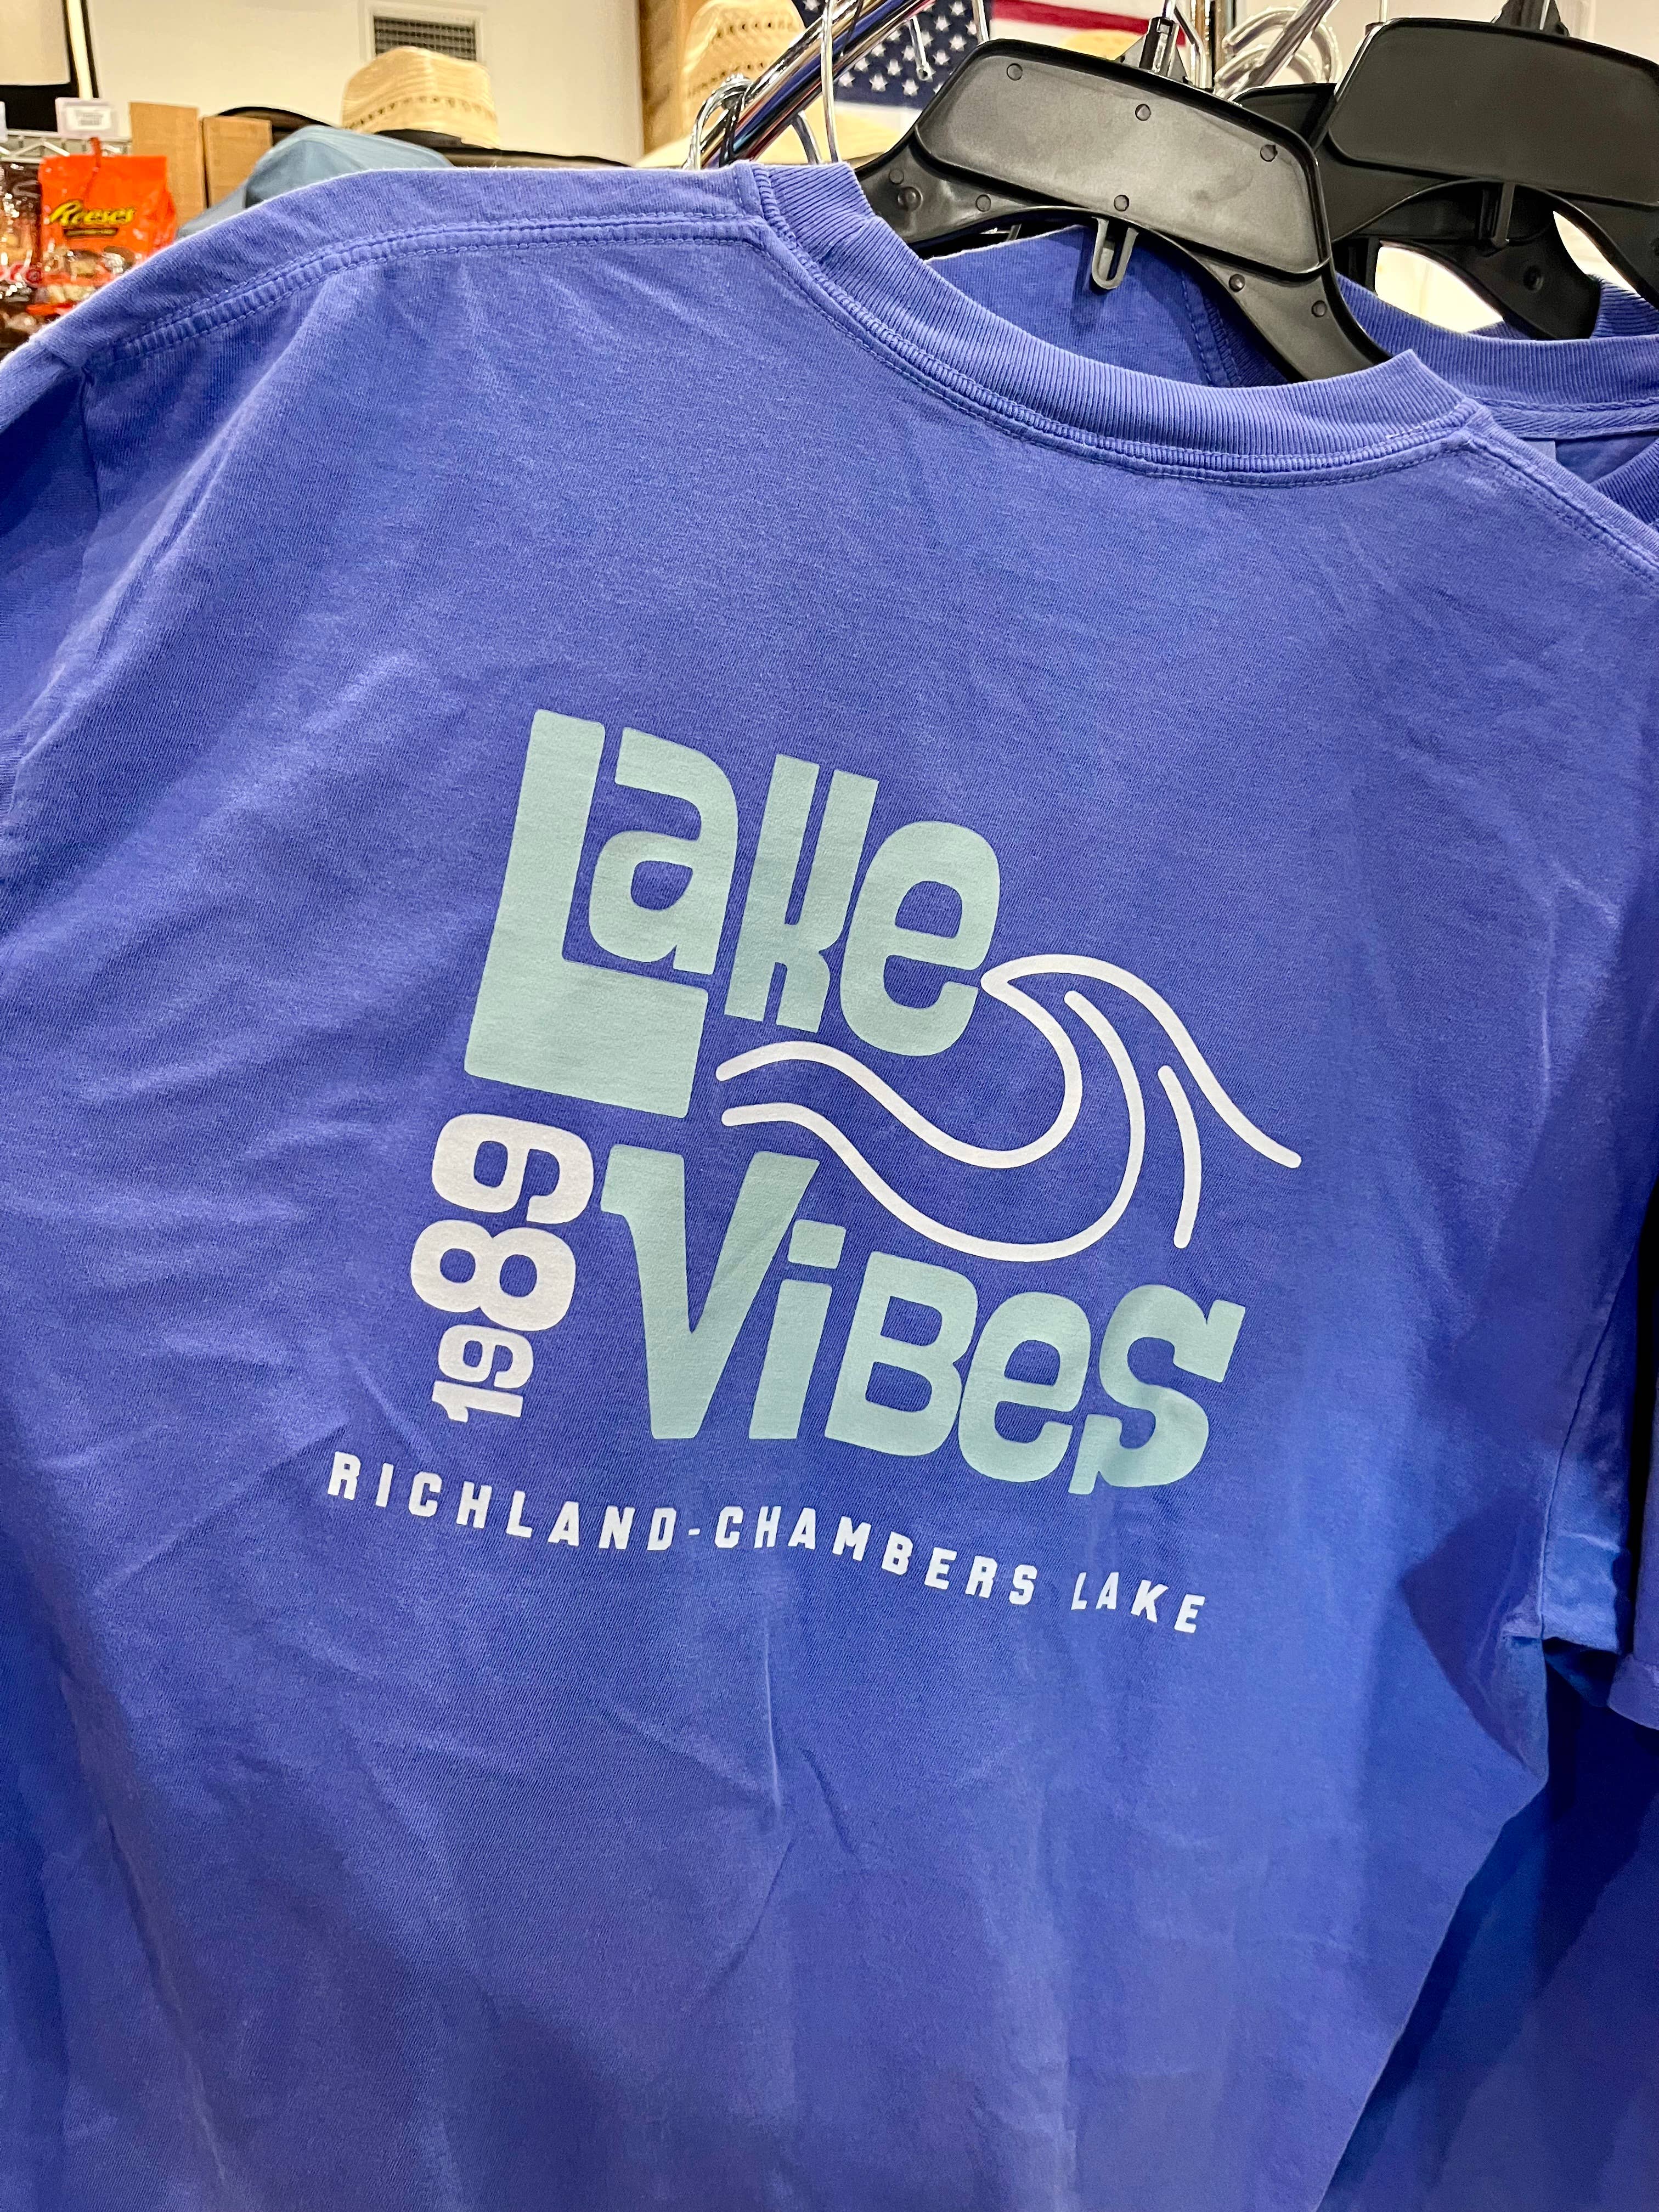 Lake
ViBes
1989
RICHLAND-CHAMBERS LAKE
Reese's